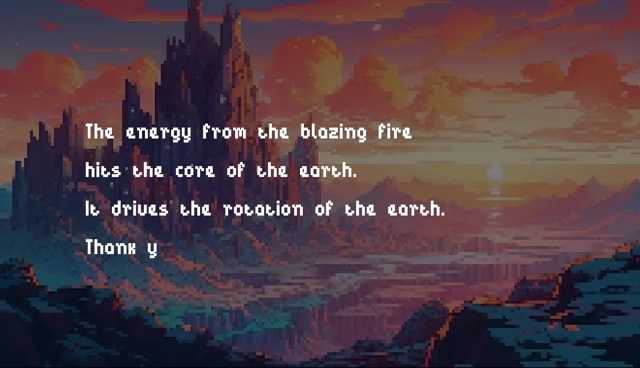 The energy from the blazing fire
hits the core of the earth.
It drives the rotation of the earth.
Thank y